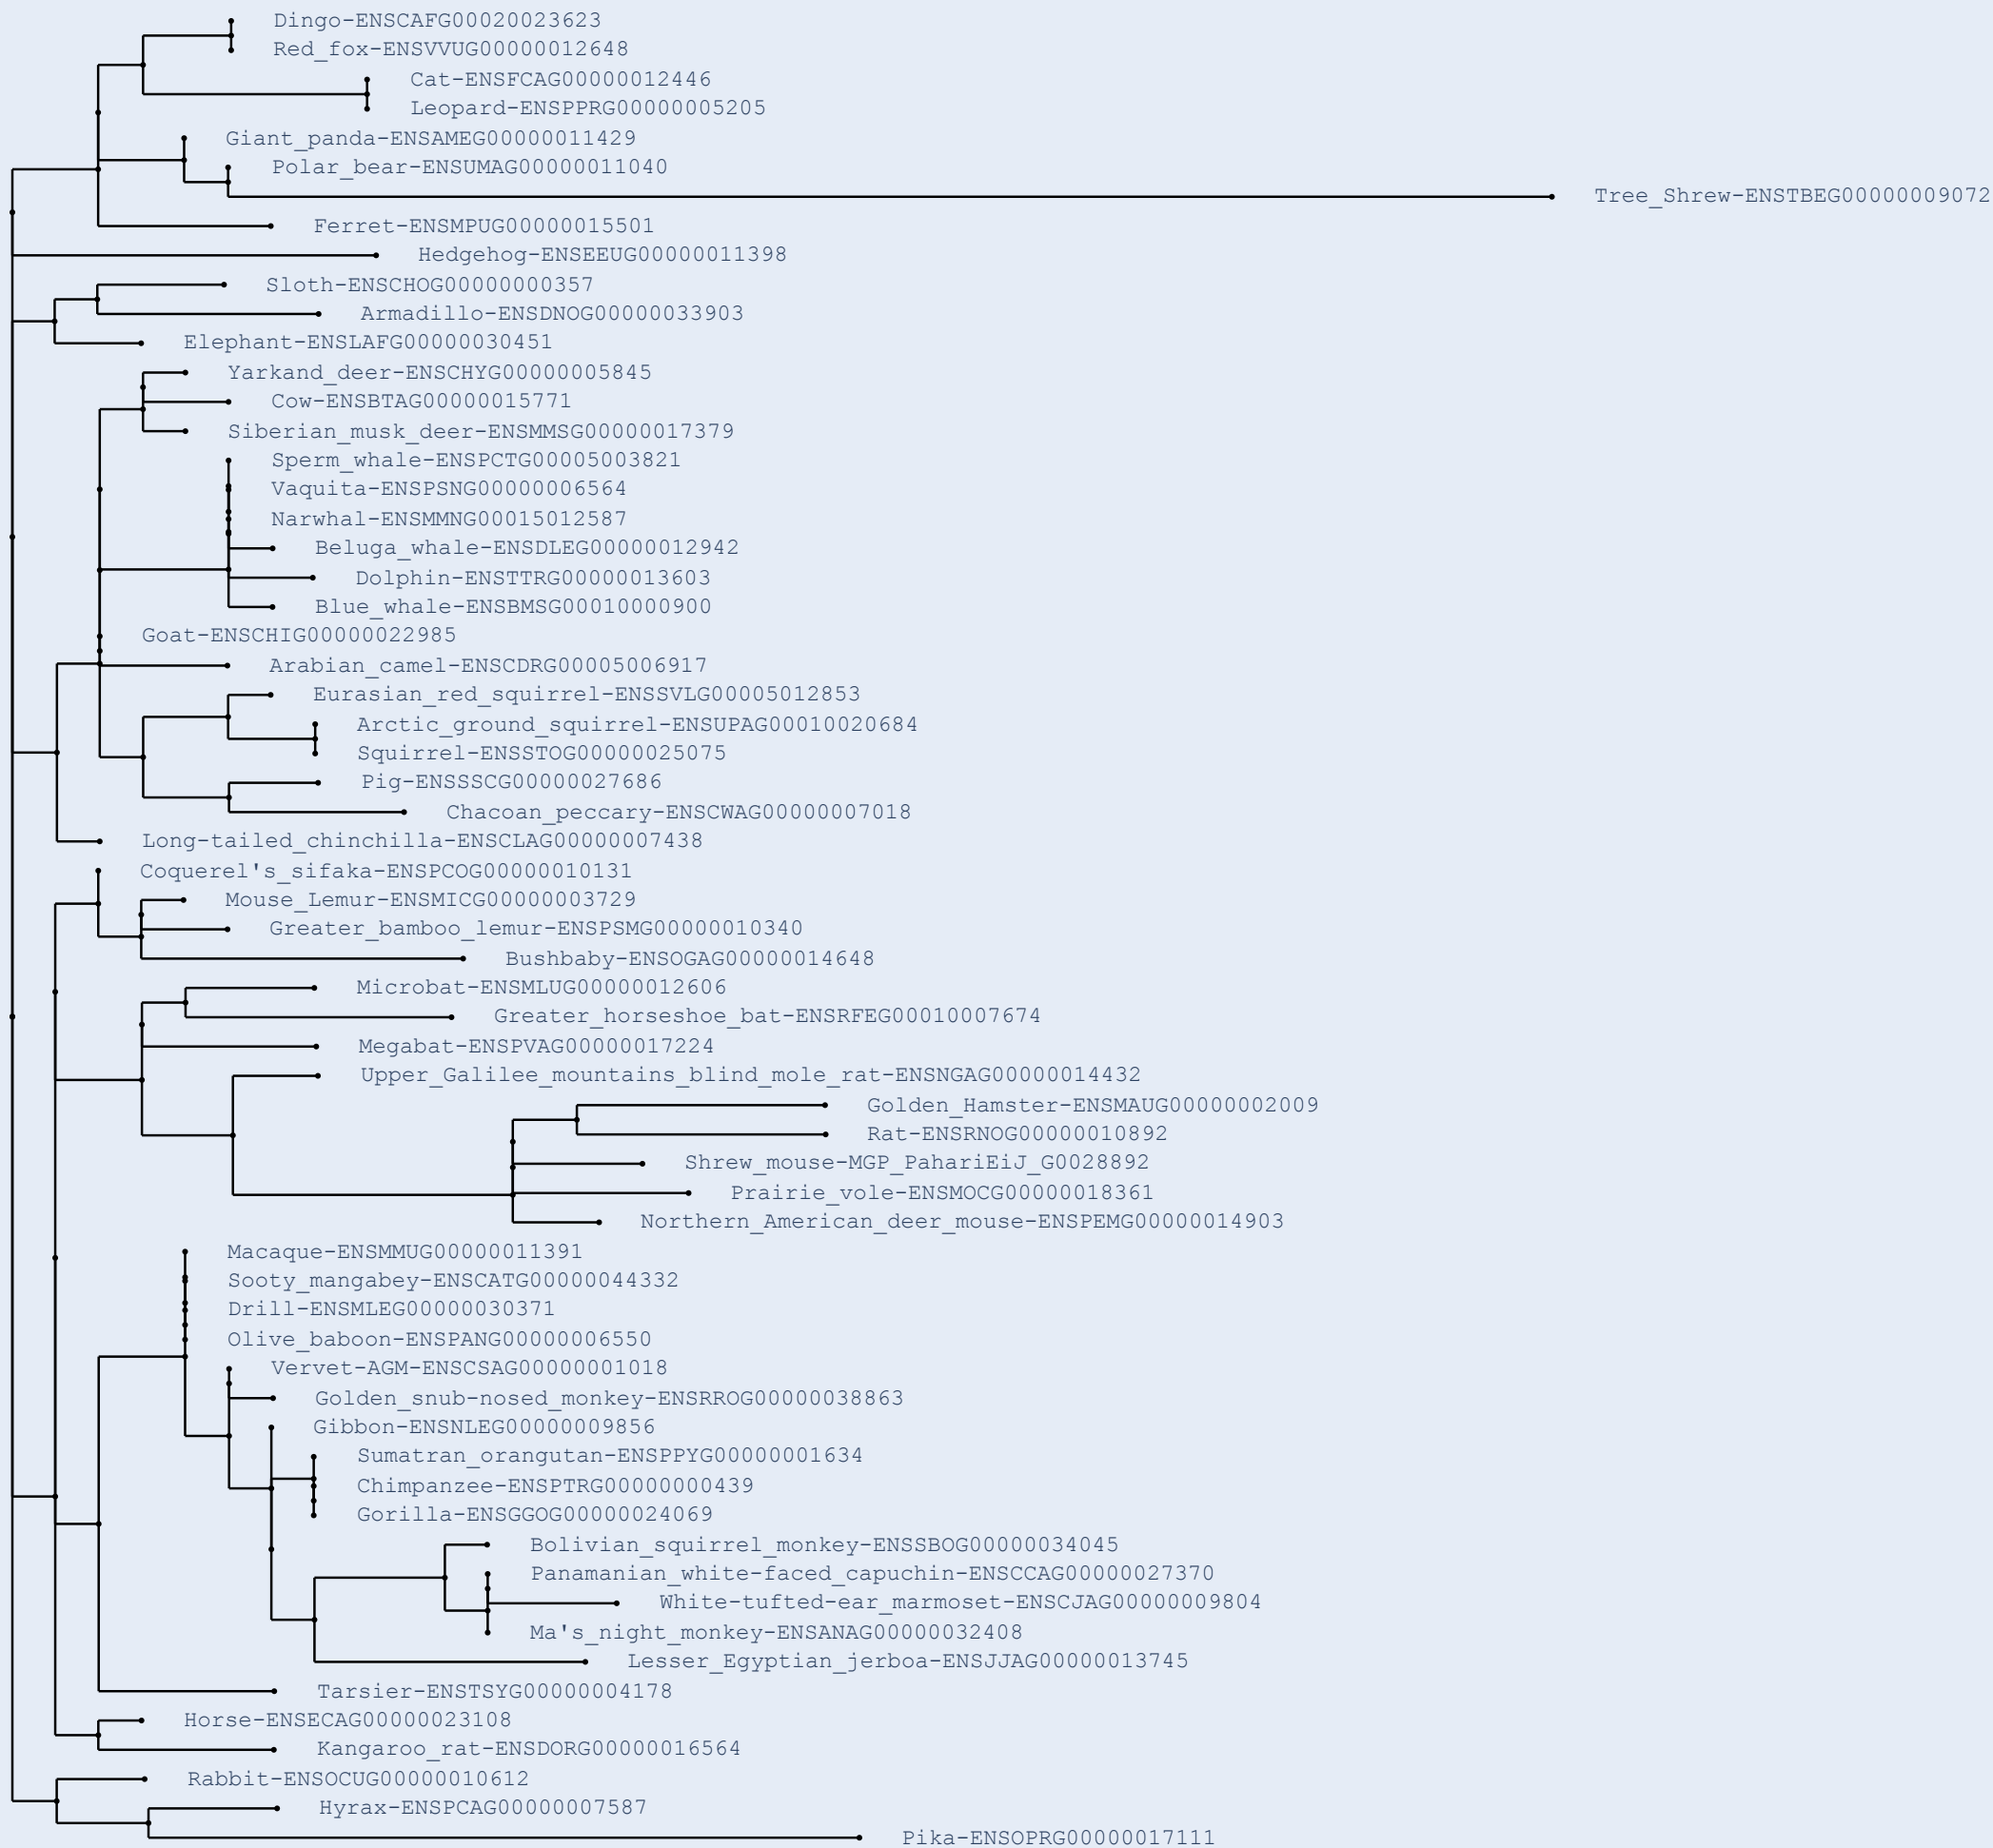 Dingo-ENSCAFG00020023623
Red_fox-ENSVVUG00000012648
Cat-ENSFCAG00000012446
Leopard-ENSPPRG00000005205
Giant_panda-ENSAMEG00000011429
Polar_bear-ENSUMAG00000011040
Tree_Shrew-ENSTBEG00000009072
Ferret-ENSMPUG00000015501
Hedgehog-ENSEEUG00000011398
Sloth-ENSCHOG00000000357
Armadillo-ENSDNOG00000033903
Elephant-ENSLAFG00000030451
Yarkand_deer-ENSCHYG00000005845
Cow-ENSBTAG00000015771
Siberian_musk_deer-ENSMMSG00000017379
Sperm_whale-ENSPCTG00005003821
Vaquita-ENSPSNG00000006564
Narwhal-ENSMMNG00015012587
Beluga_whale-ENSDLEG00000012942
Dolphin-ENSTTRG00000013603
Blue_whale-ENSBMSG00010000900
Goat-ENSCHIG00000022985
Arabian_camel-ENSCDRG00005006917
Eurasian_red_squirrel-ENSSVLG00005012853
Arctic_ground_squirrel-ENSUPAG00010020684
Squirrel-ENSSTOG00000025075
Pig-ENSSSCG00000027686
Chacoan_peccary-ENSCWAG00000007018
Long-tailed_chinchilla-ENSCLAG00000007438
Coquerel's_sifaka-ENSPCOG00000010131
Mouse_Lemur-ENSMICG00000003729
Greater_bamboo_lemur-ENSPSMG00000010340
Bushbaby-ENSOGAG00000014648
Microbat-ENSMLUG00000012606
Greater_horseshoe_bat-ENSRFEG00010007674
Megabat-ENSPVAG00000017224
Upper_Galilee_mountains_blind_mole_rat-ENSNGAG00000014432
Golden_Hamster-ENSMAUG00000002009
Rat-ENSRNOG00000010892
Shrew_mouse-MGP_PahariEiJ_G0028892
Prairie_vole-ENSMOCG00000018361
Northern_American_deer_mouse-ENSPEMG00000014903
Macaque-ENSMMUG00000011391
Sooty_mangabey-ENSCATG00000044332
Drill-ENSMLEG00000030371
Olive_baboon-ENSPANG00000006550
Vervet-AGM-ENSCSAG00000001018
Golden_snub-nosed_monkey-ENSRROG00000038863
Gibbon-ENSNLEG00000009856
Sumatran_orangutan-ENSPPYG00000001634
Chimpanzee-ENSPTRG00000000439
Gorilla-ENSGGOG00000024069
Bolivian_squirrel_monkey-ENSSBOG00000034045
Panamanian_white-faced_capuchin-ENSCCAG00000027370
White-tufted-ear_marmoset-ENSCJAG00000009804
Ma's_night_monkey-ENSANAG00000032408
Lesser_Egyptian_jerboa-ENSJJAG00000013745
Tarsier-ENSTSYG00000004178
Horse-ENSECAG00000023108
Kangaroo_rat-ENSDORG00000016564
Rabbit-ENSOCUG00000010612
Hyrax-ENSPCAG00000007587
Pika-ENSOPRG00000017111